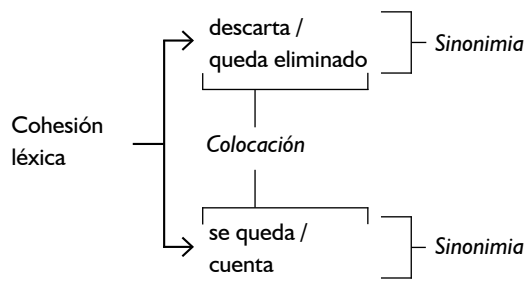 descarta /
queda eliminado
Sinonimia
Cohesión
léxica
Colocación
se queda /
cuenta
Sinonimia